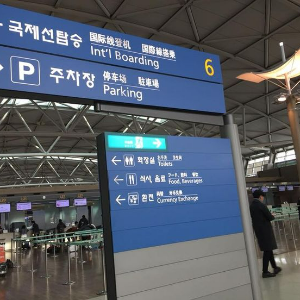 국제선탑승 国际线登机 国際線搭乗
Int'l Boarding
6
P 주차장 停车场 駐車場
Parking
화장실
Toilets
식사, 음료
Food, Beverages
환전
Currency Exchange